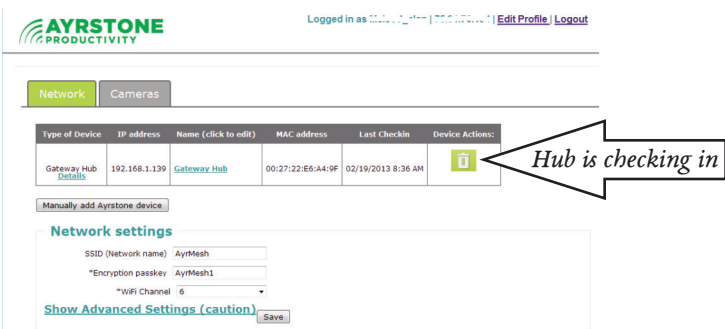 AYRSTONE
PRODUCTIVITY
Logged in as | | Edit Profile | Logout
Network Cameras
Type of Device IP address Name (click to edit) MAC address Last Checkin Device Actions:
Gateway Hub 192.168.1.139 Gateway Hub 00:27:22:E6:A4:9F 02/19/2013 8:36 AM
Details
Hub is checking in
Manually add Ayrstone device
Network settings
SSID (Network name) AyrMesh
*Encryption passkey AyrMesh1
*WiFi Channel 6
Show Advanced Settings (caution) Save